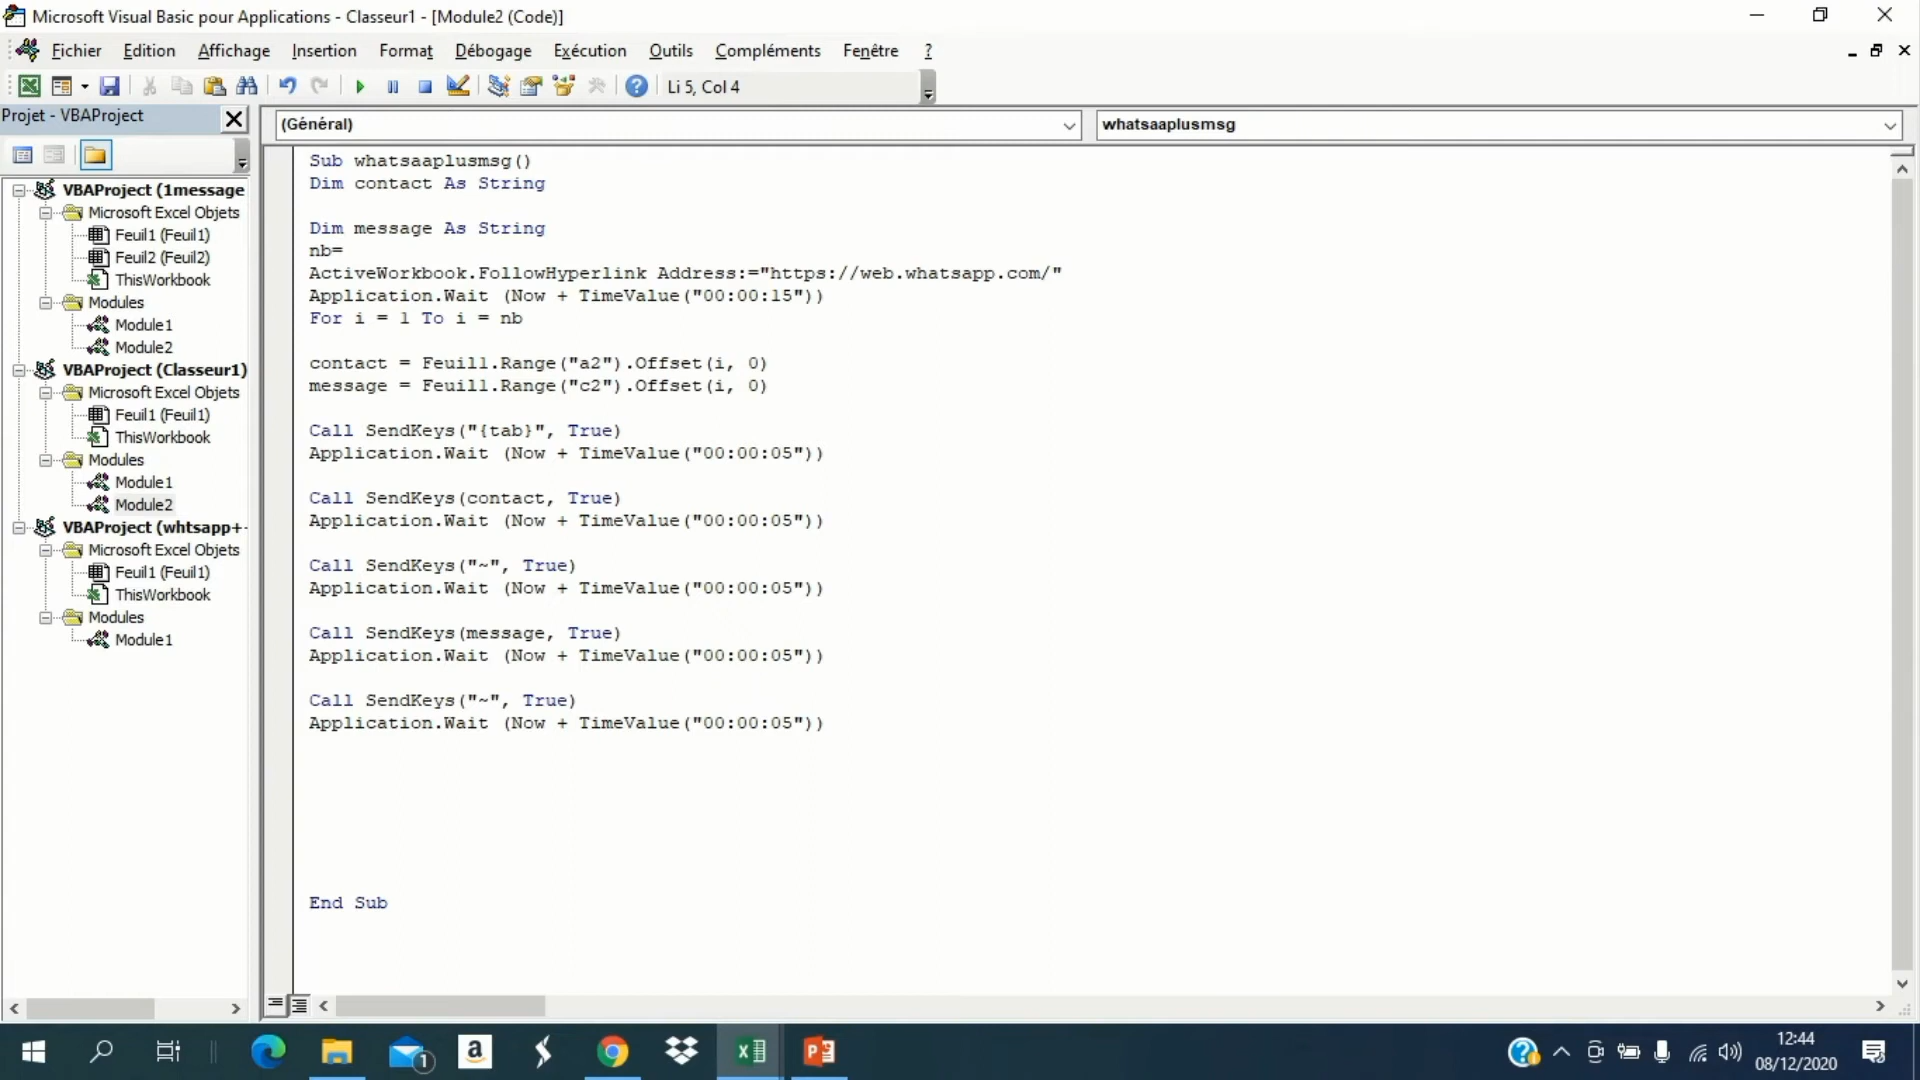 Microsoft Visual Basic pour Applications - Classeur1 - [Module2 (Code)]
Fichier Edition Affichage Insertion Format Débogage Exécution Outils Compléments Fenêtre ?
Li 5, Col 4
Projet - VBAProject
(Général) whatsaaplusmsg
VBAProject (1message
Microsoft Excel Objets
Feuil1 (Feuil1)
Feuil2 (Feuil2)
ThisWorkbook
Modules
Module1
Module2
VBAProject (Classeur1)
Microsoft Excel Objets
Feuil1 (Feuil1)
ThisWorkbook
Modules
Module1
Module2
VBAProject (whtsapp+-
Microsoft Excel Objets
Feuil1 (Feuil1)
ThisWorkbook
Modules
Module1
Sub whatsaaplusmsg()
Dim contact As String
Dim message As String
nb=
ActiveWorkbook.FollowHyperlink Address:="https://web.whatsapp.com/"
Application.Wait (Now + TimeValue("00:00:15"))
For i = 1 To i = nb
contact = Feuil1.Range("a2").Offset(i, 0)
message = Feuil1.Range("c2").Offset(i, 0)
Call SendKeys("{tab}", True)
Application.Wait (Now + TimeValue("00:00:05"))
Call SendKeys(contact, True)
Application.Wait (Now + TimeValue("00:00:05"))
Call SendKeys("~", True)
Application.Wait (Now + TimeValue("00:00:05"))
Call SendKeys(message, True)
Application.Wait (Now + TimeValue("00:00:05"))
Call SendKeys("~", True)
Application.Wait (Now + TimeValue("00:00:05"))
End Sub
1
a
12:44
08/12/2020